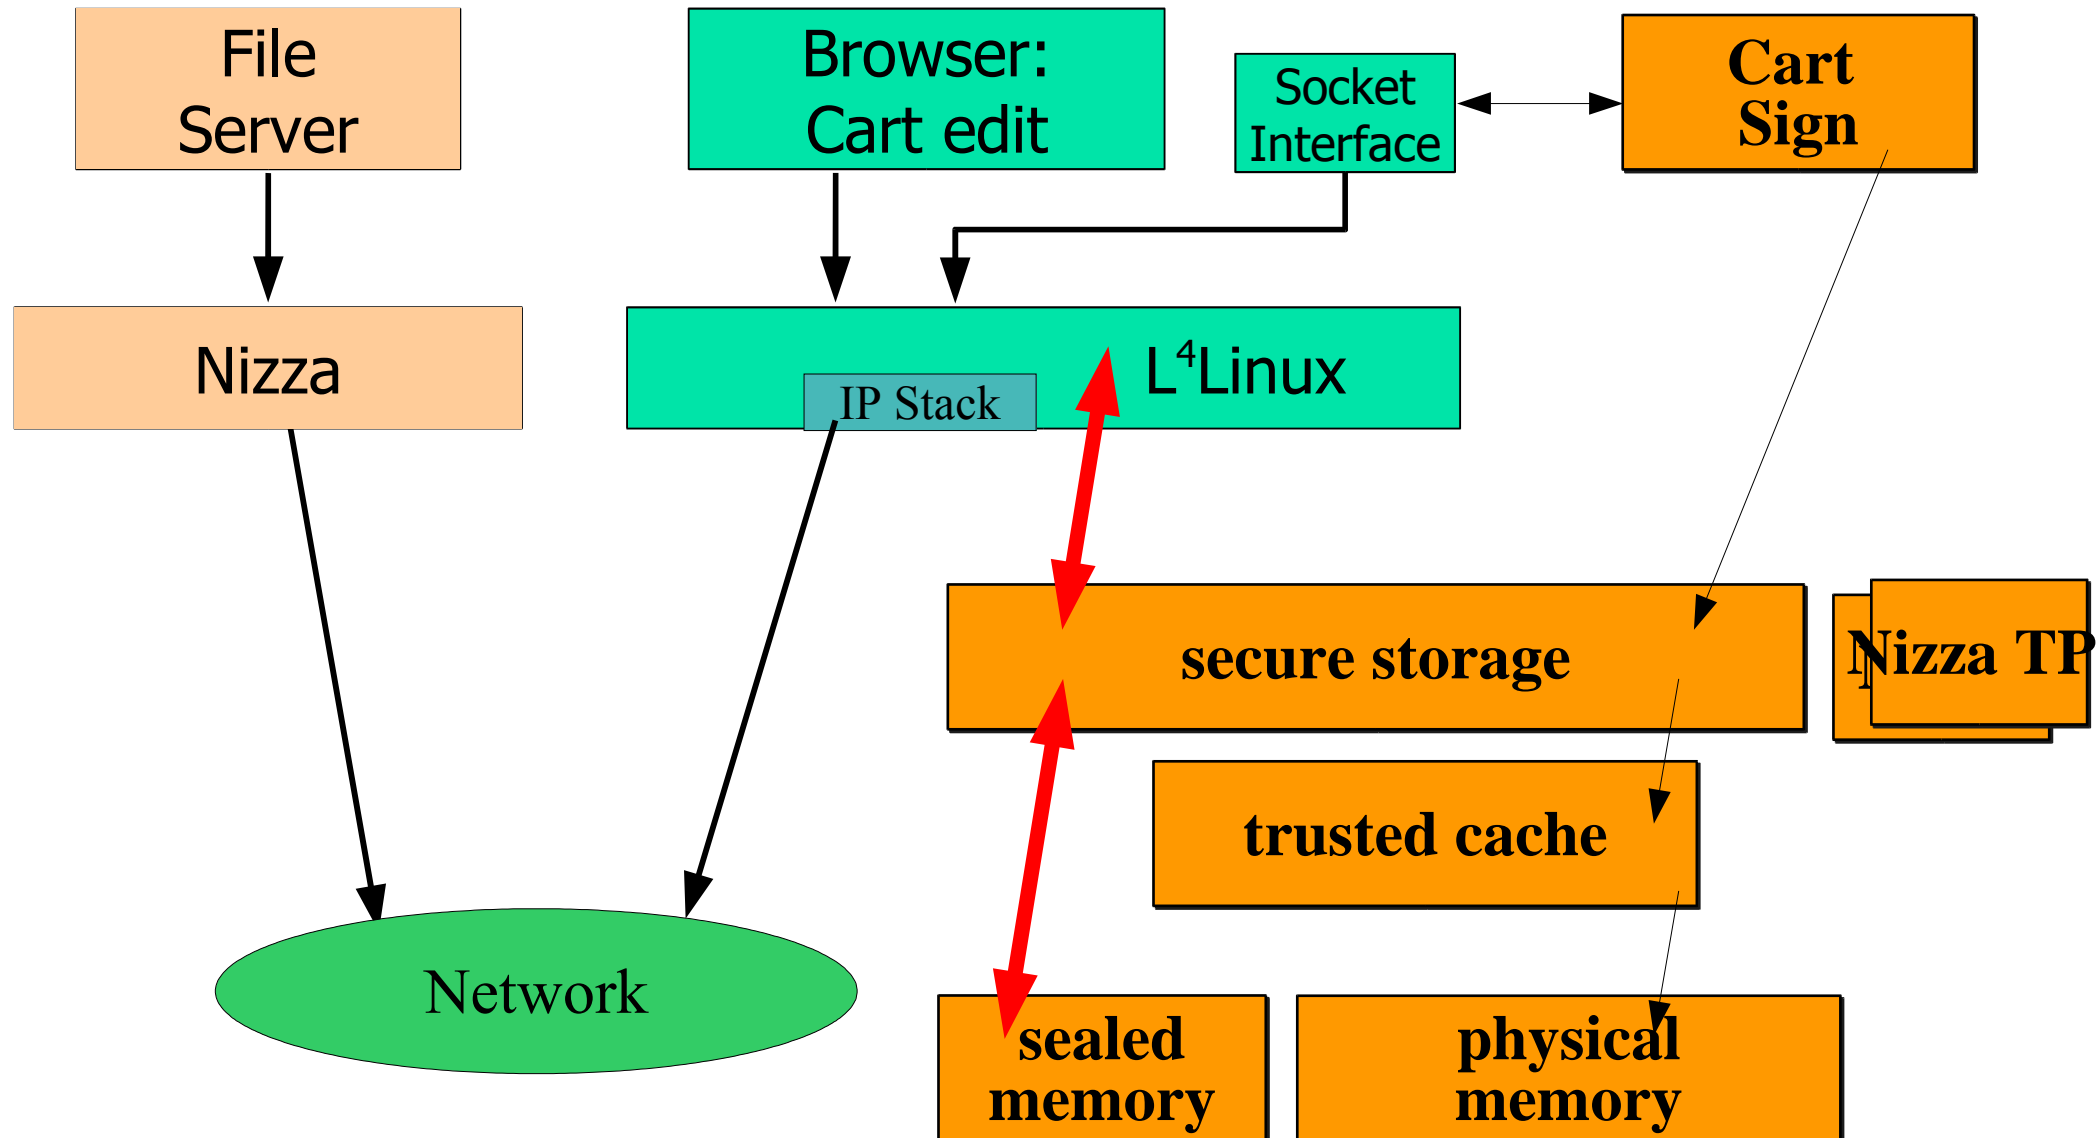 File
Server
Browser:
Cart edit
Socket
Interface
Cart
Sign
Nizza
L⁴Linux
IP Stack
secure storage
Nizza TP
trusted cache
Network
sealed
memory
physical
memory